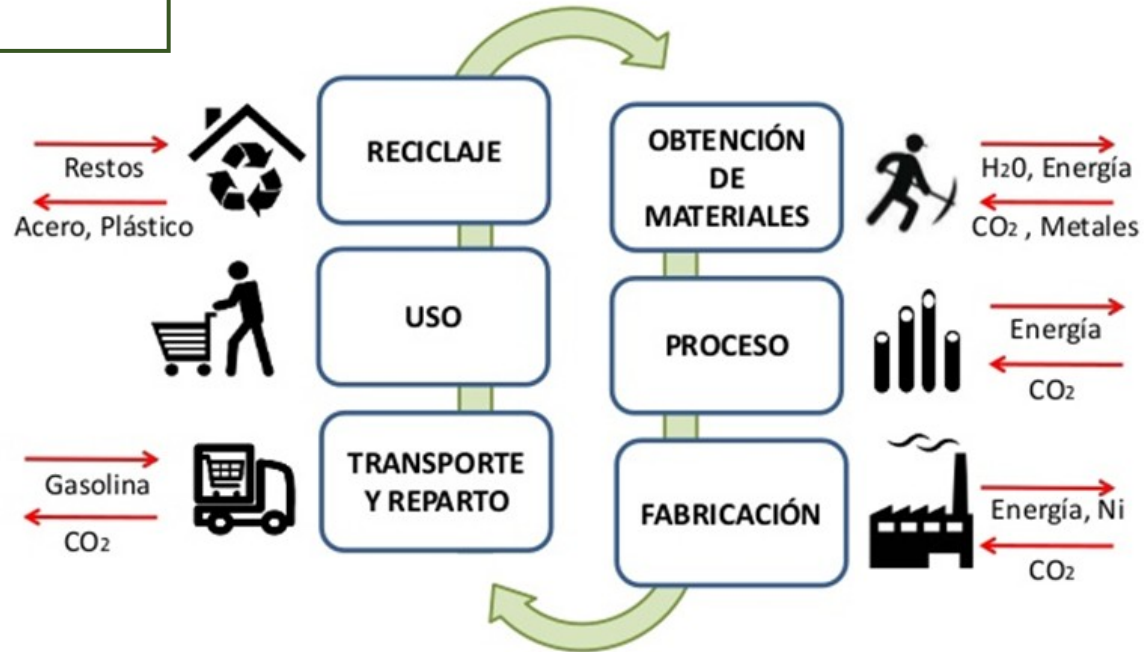 RECICLAJE
Restos
Acero, Plástico
USO
TRANSPORTE
Y REPARTO
Gasolina
CO₂
OBTENCIÓN
DE
MATERIALES
H₂0, Energía
CO₂ , Metales
PROCESO
Energía
CO₂
FABRICACIÓN
Energía, Ni
CO₂